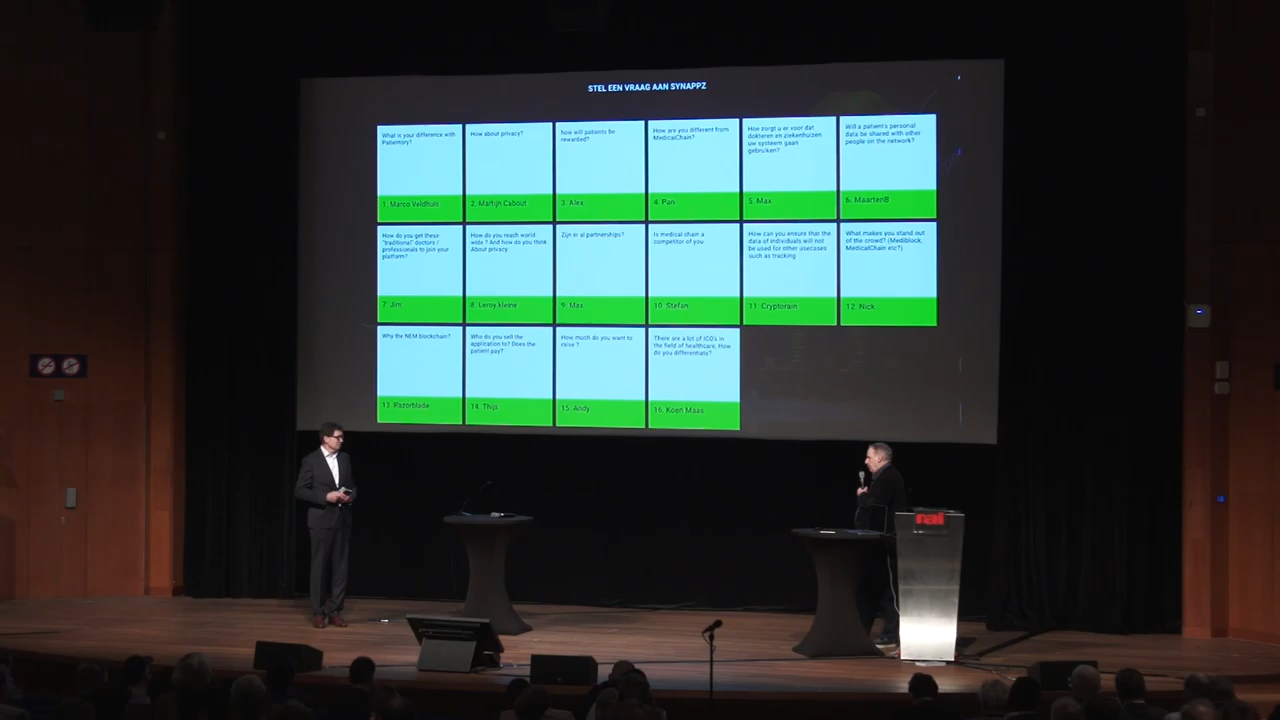 STEL EEN VRAAG AAN SYNAPPZ
What is your difference with
Patientory?
1. Marco Veldhuis
How about privacy?
2. Martijn Cabout
how will patients be
rewarded?
3. Alex
How are you different from
MedicalChain?
4. Pan
Hoe zorgt u er voor dat
dokteren en ziekenhuizen
uw systeem gaan
gebruiken?
5. Max
Will a patient's personal
data be shared with other
people on the network?
6. MaartenB
How do you get these
"traditional" doctors /
professionals to join your
platform?
7. Jim
How do you reach world
wide ? And how do you think
About privacy
8. Leroy kleine
Zijn er al partnerships?
9. Max
Is medical chain a
competitor of you
10. Stefan
How can you ensure that the
data of individuals will not
be used for other usecases
such as tracking
11. Cryptorain
What makes you stand out
of the crowd? (Mediblock,
MedicalChain etc?)
12. Nick
Why the NEM blockchain?
13. Razorblade
Who do you sell the
application to? Does the
patient pay?
14. Thijs
How much do you want to
raise ?
15. Andy
There are a lot of ICO's in
the field of healthcare, How
do you differentiate?
16. Koen Maas
rai